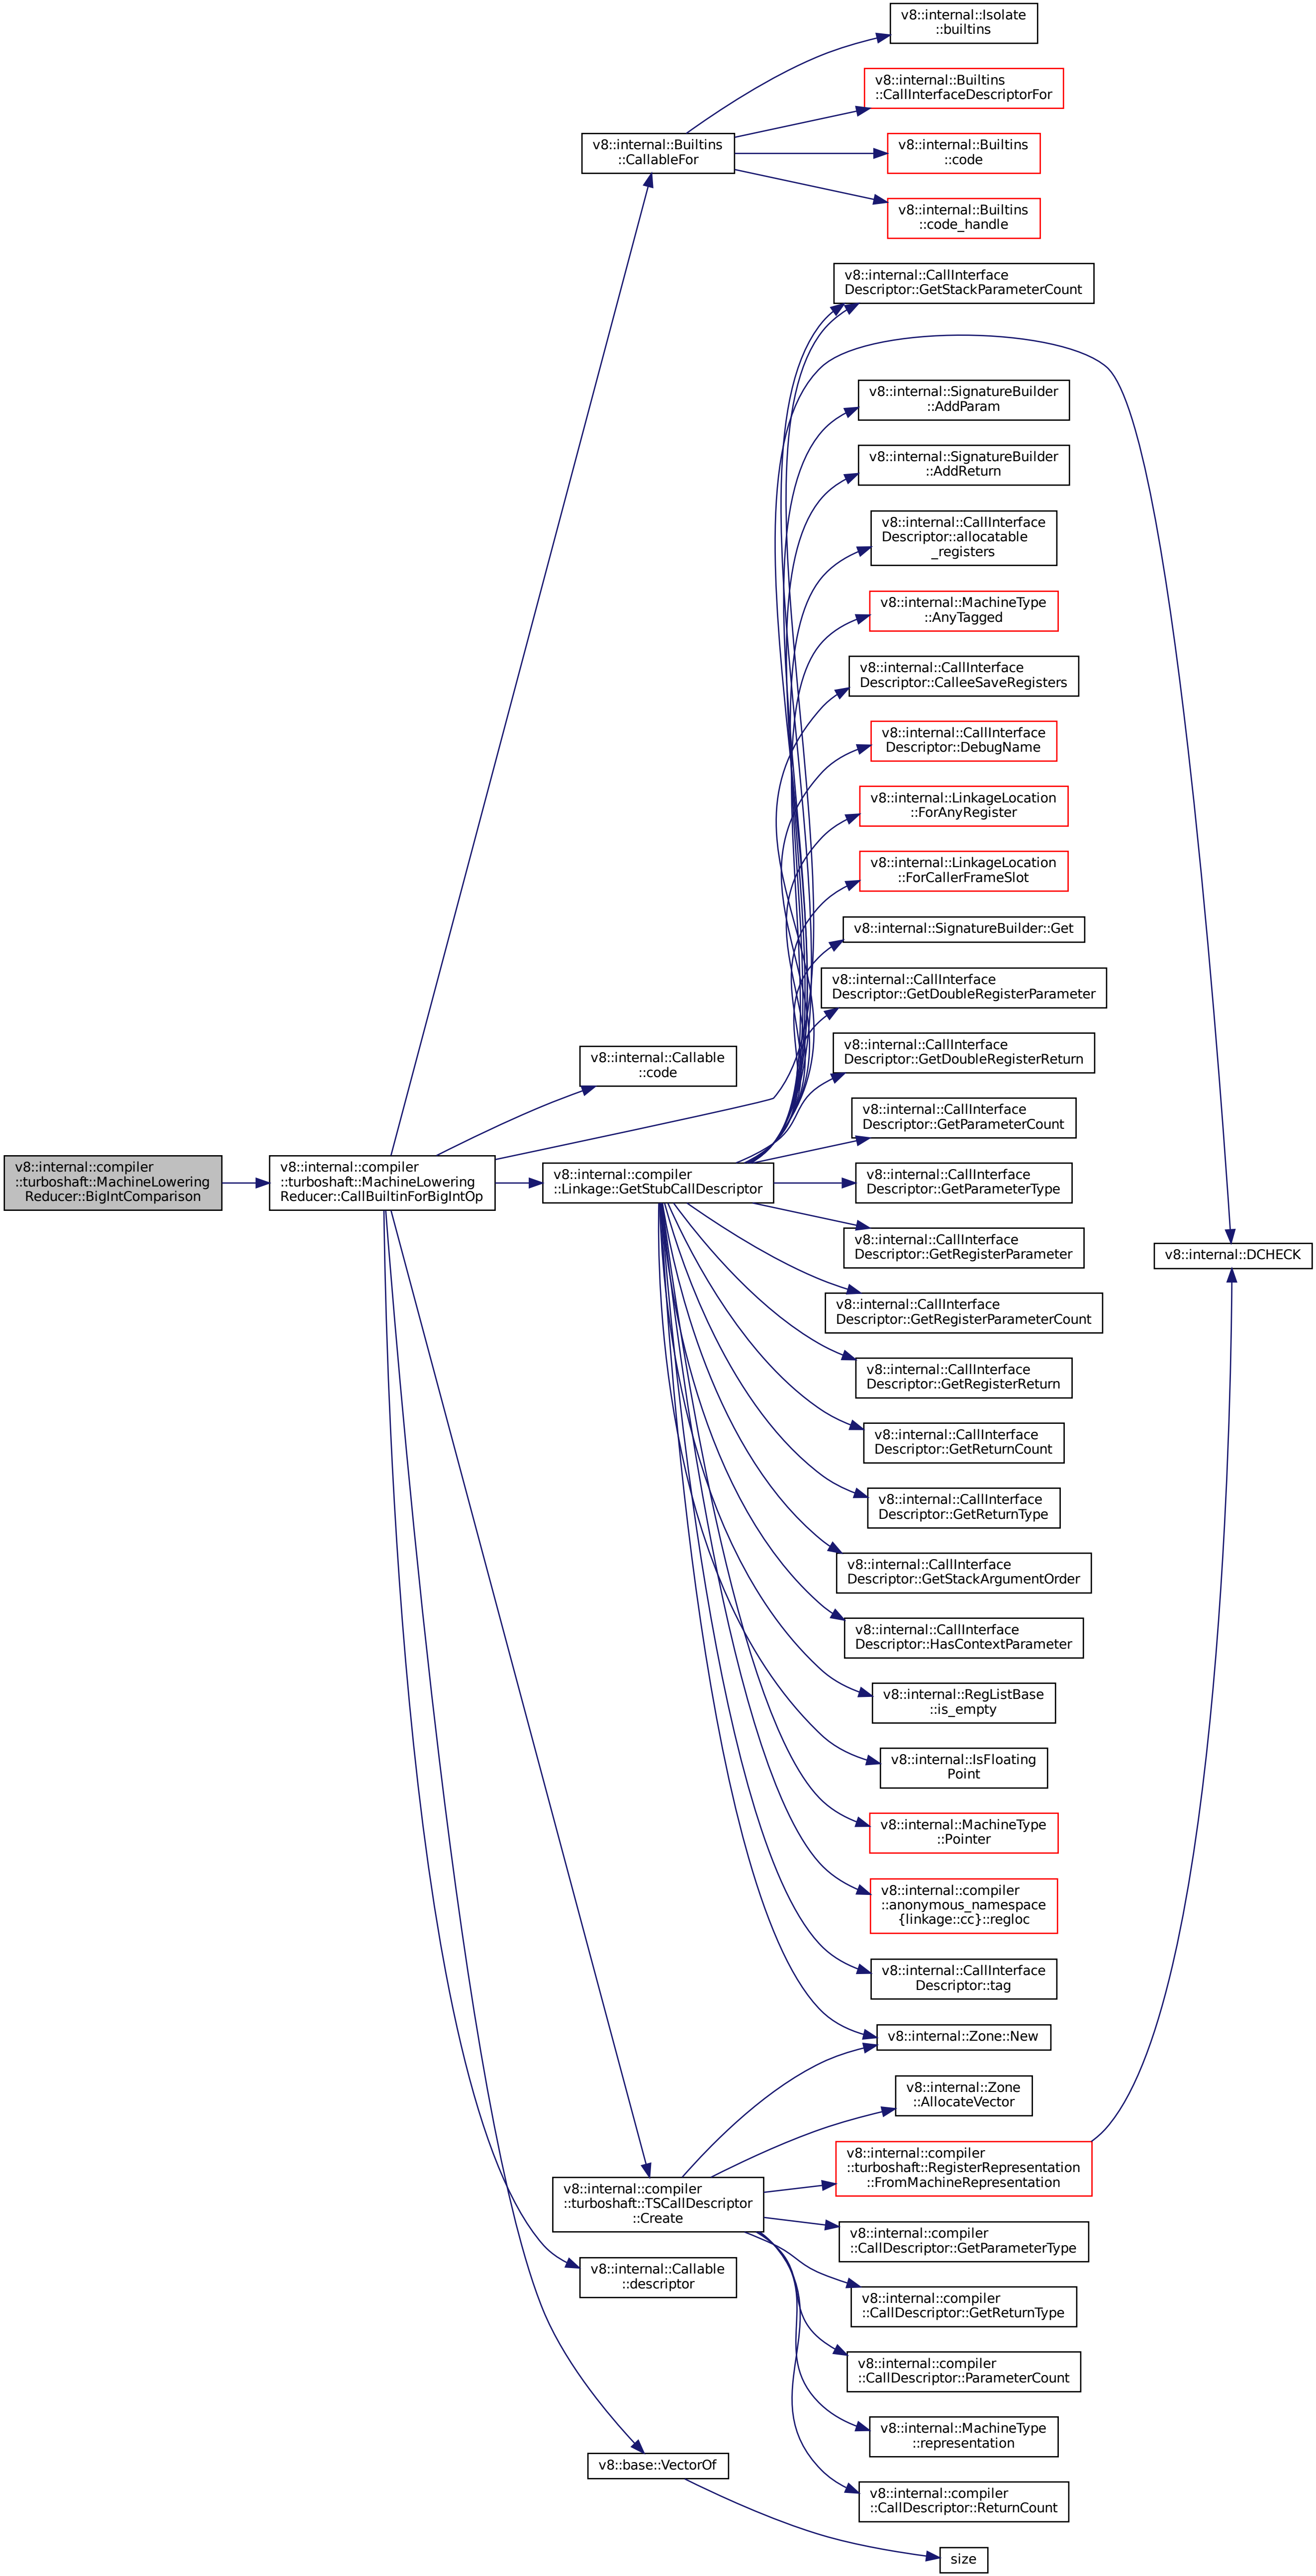 v8::internal::Isolate
::builtins
v8::internal::Builtins
::CallInterfaceDescriptorFor
v8::internal::Builtins
::CallableFor
v8::internal::Builtins
::code
v8::internal::Builtins
::code_handle
v8::internal::CallInterface
Descriptor::GetStackParameterCount
v8::internal::SignatureBuilder
::AddParam
v8::internal::SignatureBuilder
::AddReturn
v8::internal::CallInterface
Descriptor::allocatable
_registers
v8::internal::MachineType
::AnyTagged
v8::internal::CallInterface
Descriptor::CalleeSaveRegisters
v8::internal::CallInterface
Descriptor::DebugName
v8::internal::LinkageLocation
::ForAnyRegister
v8::internal::LinkageLocation
::ForCallerFrameSlot
v8::internal::SignatureBuilder::Get
v8::internal::CallInterface
Descriptor::GetDoubleRegisterParameter
v8::internal::CallInterface
Descriptor::GetDoubleRegisterReturn
v8::internal::Callable
::code
v8::internal::CallInterface
Descriptor::GetParameterCount
v8::internal::compiler
::turboshaft::MachineLowering
Reducer::BigIntComparison
v8::internal::compiler
::turboshaft::MachineLowering
Reducer::CallBuiltinForBigIntOp
v8::internal::compiler
::Linkage::GetStubCallDescriptor
v8::internal::CallInterface
Descriptor::GetParameterType
v8::internal::CallInterface
Descriptor::GetRegisterParameter
v8::internal::DCHECK
v8::internal::CallInterface
Descriptor::GetRegisterParameterCount
v8::internal::CallInterface
Descriptor::GetRegisterReturn
v8::internal::CallInterface
Descriptor::GetReturnCount
v8::internal::CallInterface
Descriptor::GetReturnType
v8::internal::CallInterface
Descriptor::GetStackArgumentOrder
v8::internal::CallInterface
Descriptor::HasContextParameter
v8::internal::RegListBase
::is_empty
v8::internal::IsFloating
Point
v8::internal::MachineType
::Pointer
v8::internal::compiler
::anonymous_namespace
{linkage::cc}::regloc
v8::internal::CallInterface
Descriptor::tag
v8::internal::Zone::New
v8::internal::Zone
::AllocateVector
v8::internal::compiler
::turboshaft::RegisterRepresentation
::FromMachineRepresentation
v8::internal::compiler
::turboshaft::TSCallDescriptor
::Create
v8::internal::compiler
::CallDescriptor::GetParameterType
v8::internal::Callable
::descriptor
v8::internal::compiler
::CallDescriptor::GetReturnType
v8::internal::compiler
::CallDescriptor::ParameterCount
v8::internal::MachineType
::representation
v8::base::VectorOf
v8::internal::compiler
::CallDescriptor::ReturnCount
size